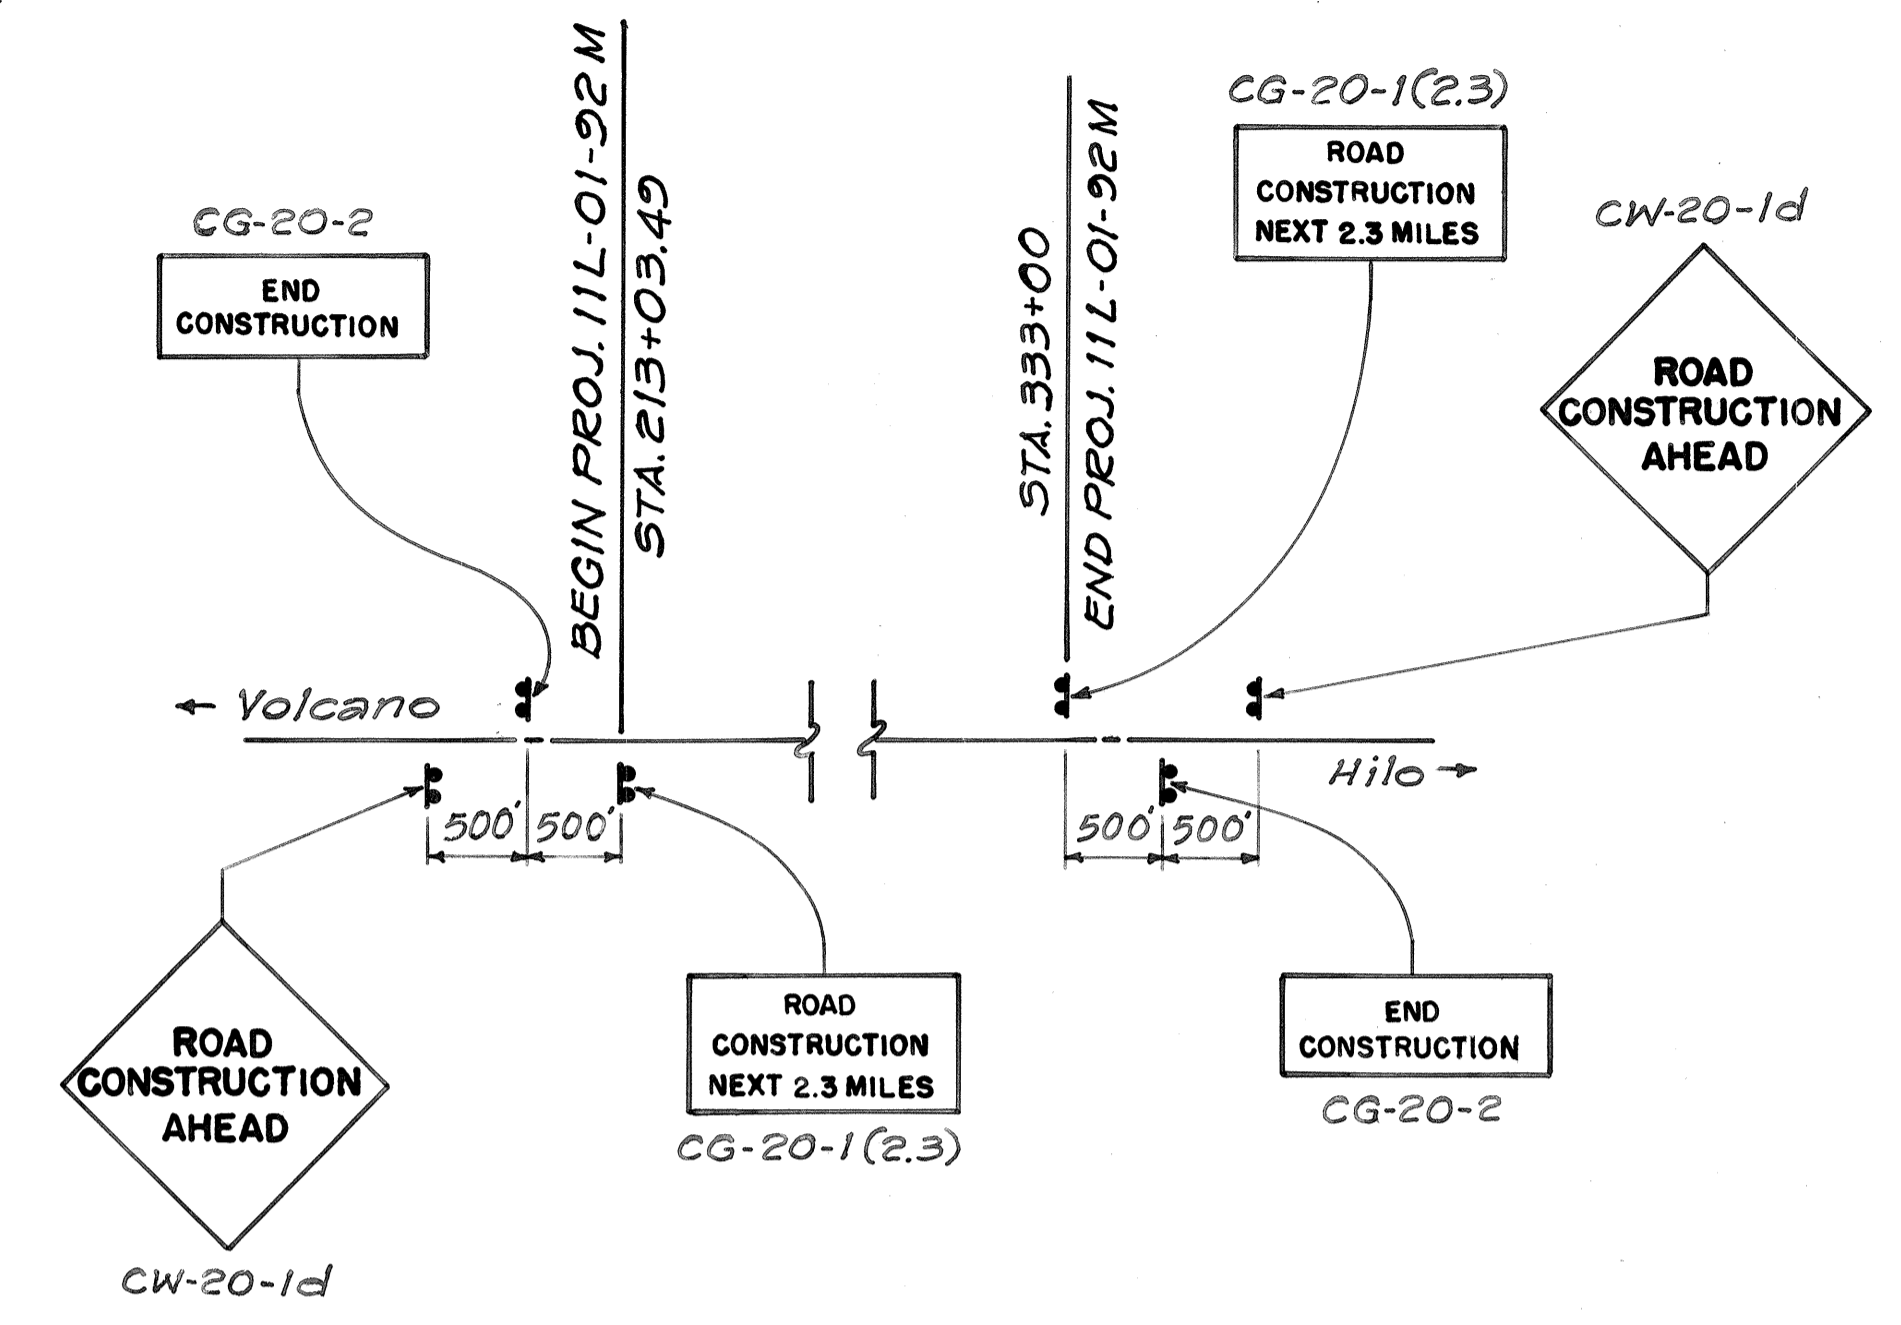 CG-20-2
END
CONSTRUCTION
BEGIN PROJ. 11L-01-92M
STA. 213+03.49
STA. 333+00
END PROJ. 11L-01-92M
CG-20-1(2.3)
ROAD
CONSTRUCTION
NEXT 2.3 MILES
CW-20-1d
ROAD
CONSTRUCTION
AHEAD
← Volcano
Hilo →
500'
500'
500'
500'
ROAD
CONSTRUCTION
AHEAD
CW-20-1d
ROAD
CONSTRUCTION
NEXT 2.3 MILES
CG-20-1(2.3)
END
CONSTRUCTION
CG-20-2